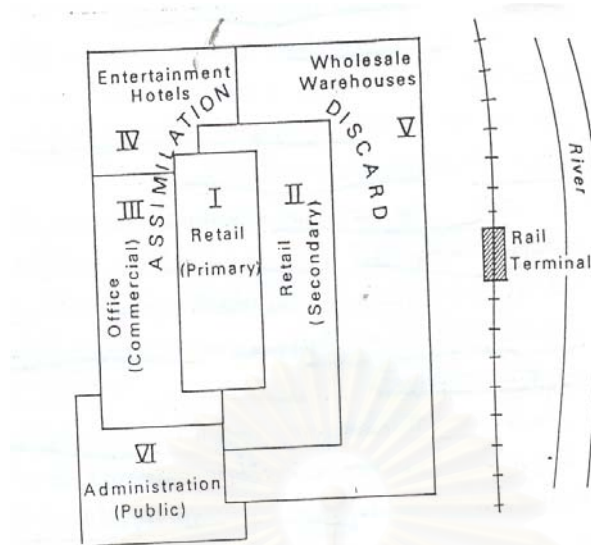 Entertainment
Hotels
IV
Wholesale
Warehouses
V
ASSIMILATION
DISCARD
III
Office
(Commercial)
I
Retail
(Primary)
II
Retail
(Secondary)
River
Rail
Terminal
VI
Administration
(Public)